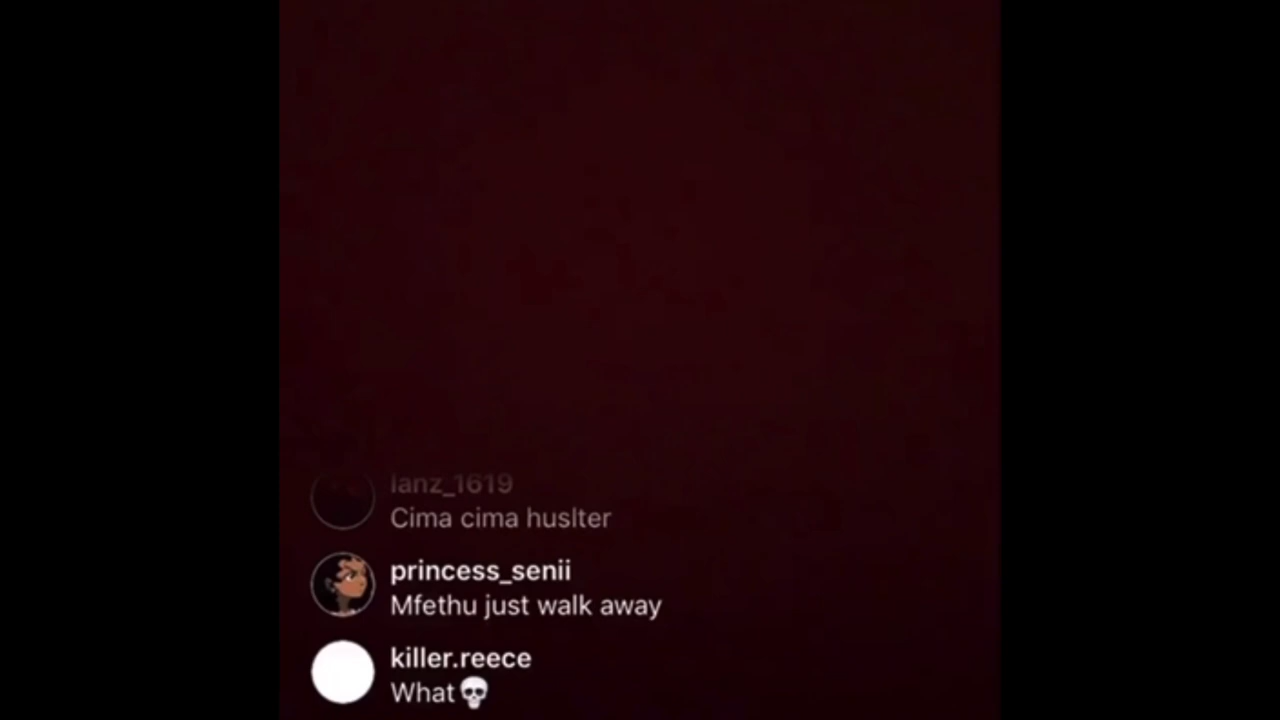 lanz_1619
Cima cima huslter
princess_senii
Mfethu just walk away
killer.reece
What💀